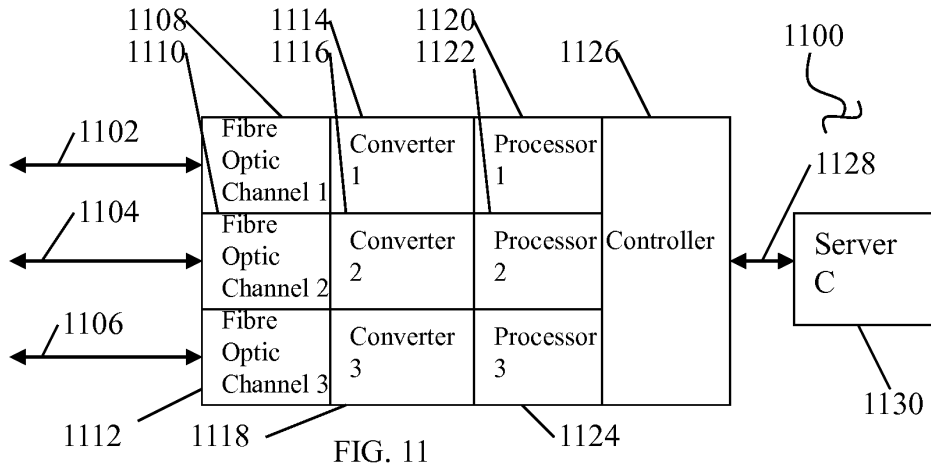 1108
1114
1120
1110
1116
1122
1126
1100
1102
Fibre
Optic
Channel 1
Converter
1
Processor
1
1128
1104
Fibre
Optic
Channel 2
Converter
2
Processor
2
Controller
Server
C
1106
Fibre
Optic
Channel 3
Converter
3
Processor
3
1130
1112
1118
1124
FIG. 11